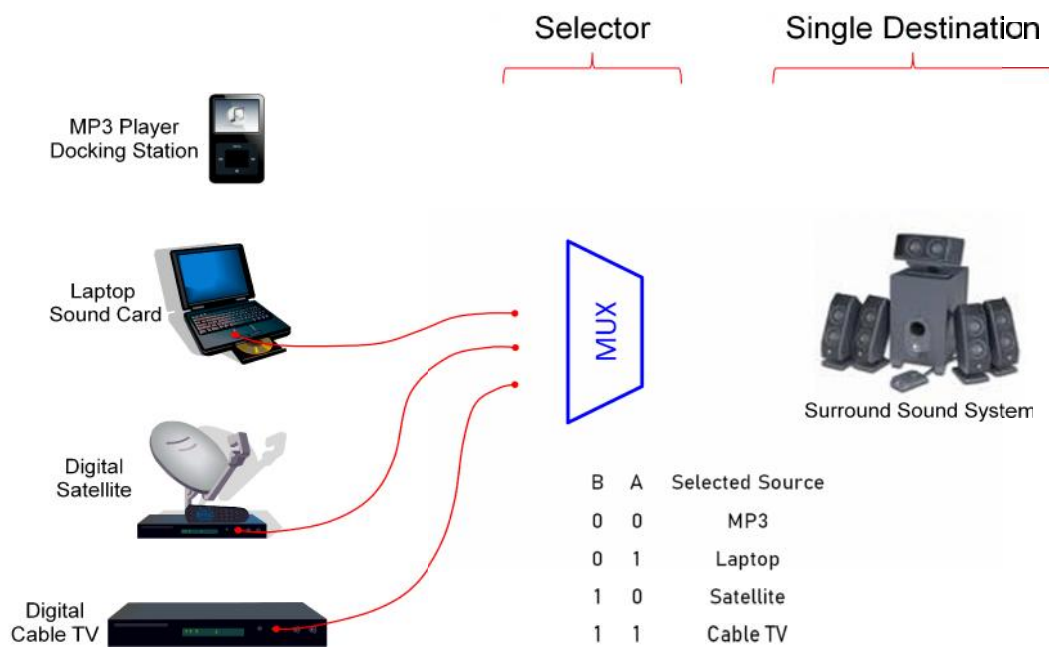 Selector
Single Destination
MP3 Player
Docking Station
Laptop
Sound Card
MUX
Surround Sound System
Digital
Satellite
B A Selected Source
0 0 MP3
0 1 Laptop
1 0 Satellite
1 1 Cable TV
Digital
Cable TV